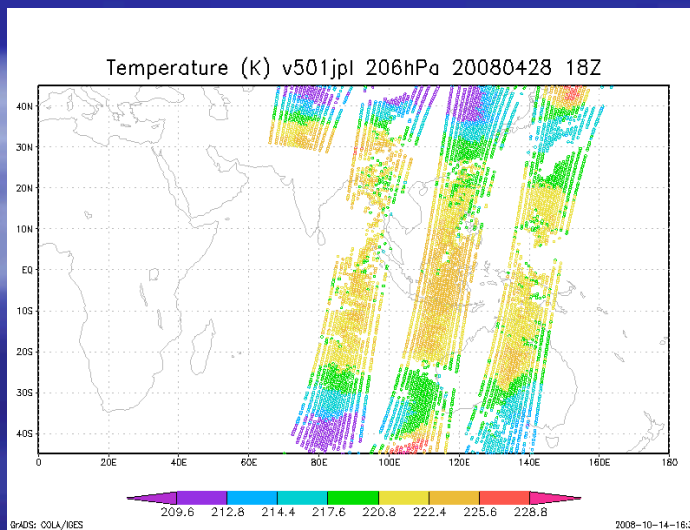 Temperature (K) v501jpl 206hPa 20080428 18Z
40N
30N
20N
10N
EQ
10S
20S
30S
40S
0 20E 40E 60E 80E 100E 120E 140E 160E 180
209.6 212.8 214.4 217.6 220.8 222.4 225.6 228.8
GrADS: COLA/IGES
2008-10-14-16:3